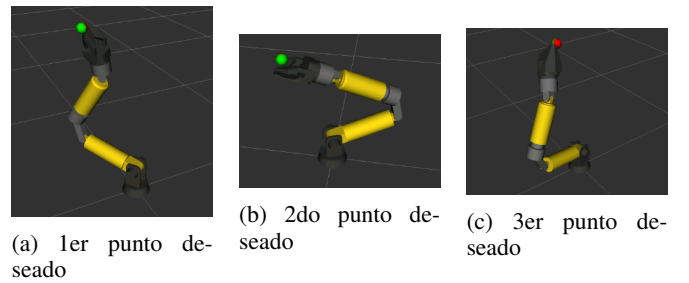 (a) 1er punto de-
seado
(b) 2do punto de-
seado
(c) 3er punto de-
seado